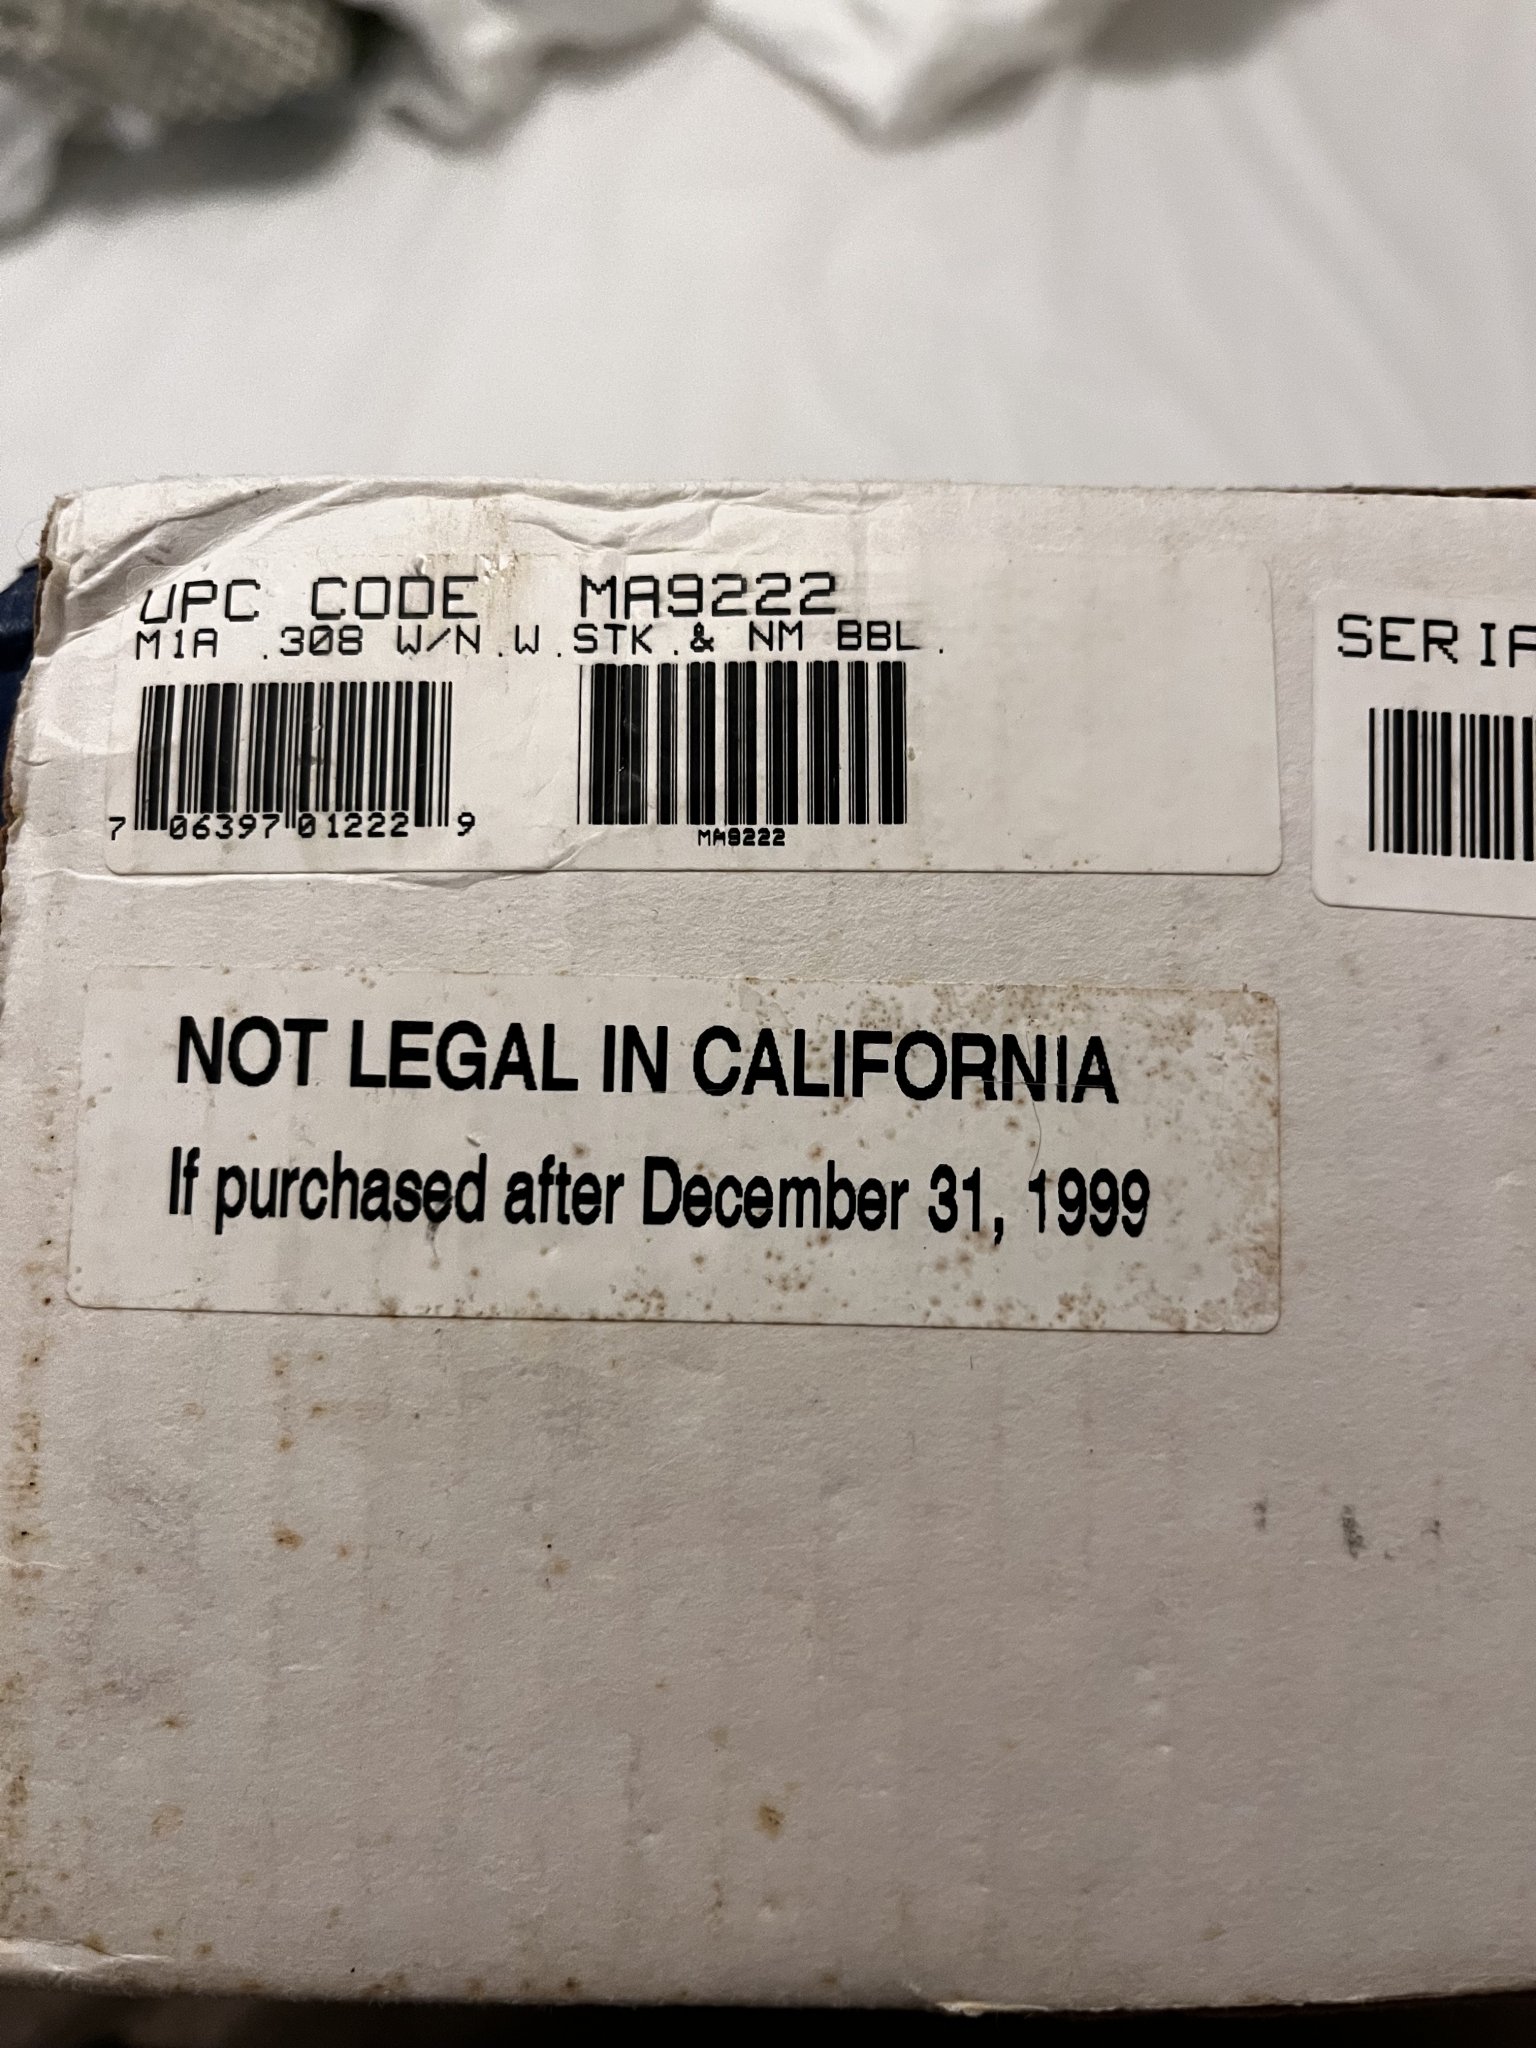 UPC CODE MA9222
M1A .308 W/N.W.STK.& NM BBL.
7 06397 01222 9
MA9222
SERIA
NOT LEGAL IN CALIFORNIA
If purchased after December 31, 1999